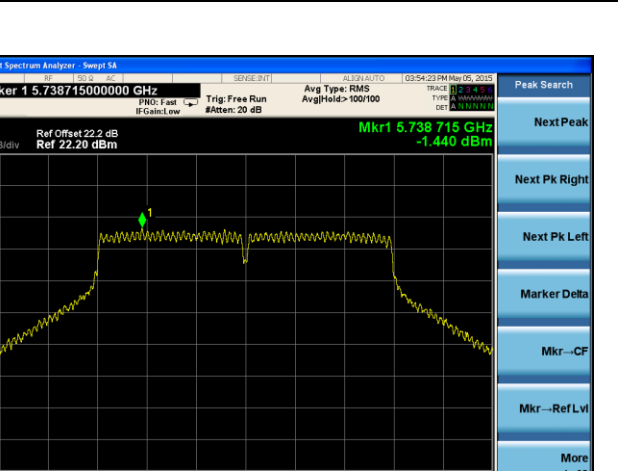 t Spectrum Analyzer - Swept SA
RF 50 Ω AC SENSE:INT ALIGN AUTO 03:54:23 PM May 05, 2015
ker 1 5.738715000000 GHz
PNO: Fast
IFGain:Low
Trig: Free Run
#Atten: 20 dB
Avg Type: RMS
Avg|Hold:> 100/100
TRACE 1 2 3 4 5 6
TYPE A
DET A N N N N N
Peak Search
Mkr1 5.738 715 GHz
-1.440 dBm
Ref Offset 22.2 dB
B/div Ref 22.20 dBm
1
Next Peak
Next Pk Right
Next Pk Left
Marker Delta
Mkr→CF
Mkr→Ref Lvl
More